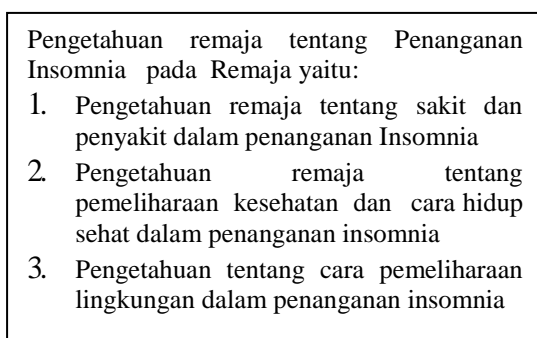 Pengetahuan remaja tentang Penanganan
Insomnia pada Remaja yaitu:
1. Pengetahuan remaja tentang sakit dan
penyakit dalam penanganan Insomnia
2. Pengetahuan remaja tentang
pemeliharaan kesehatan dan cara hidup
sehat dalam penanganan insomnia
3. Pengetahuan tentang cara pemeliharaan
lingkungan dalam penanganan insomnia